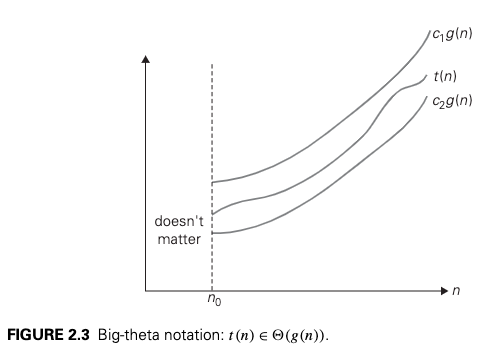 c₁g(n)
t(n)
c₂g(n)
doesn't
matter
n
n₀
FIGURE 2.3 Big-theta notation: t(n) ∈ Θ(g(n)).